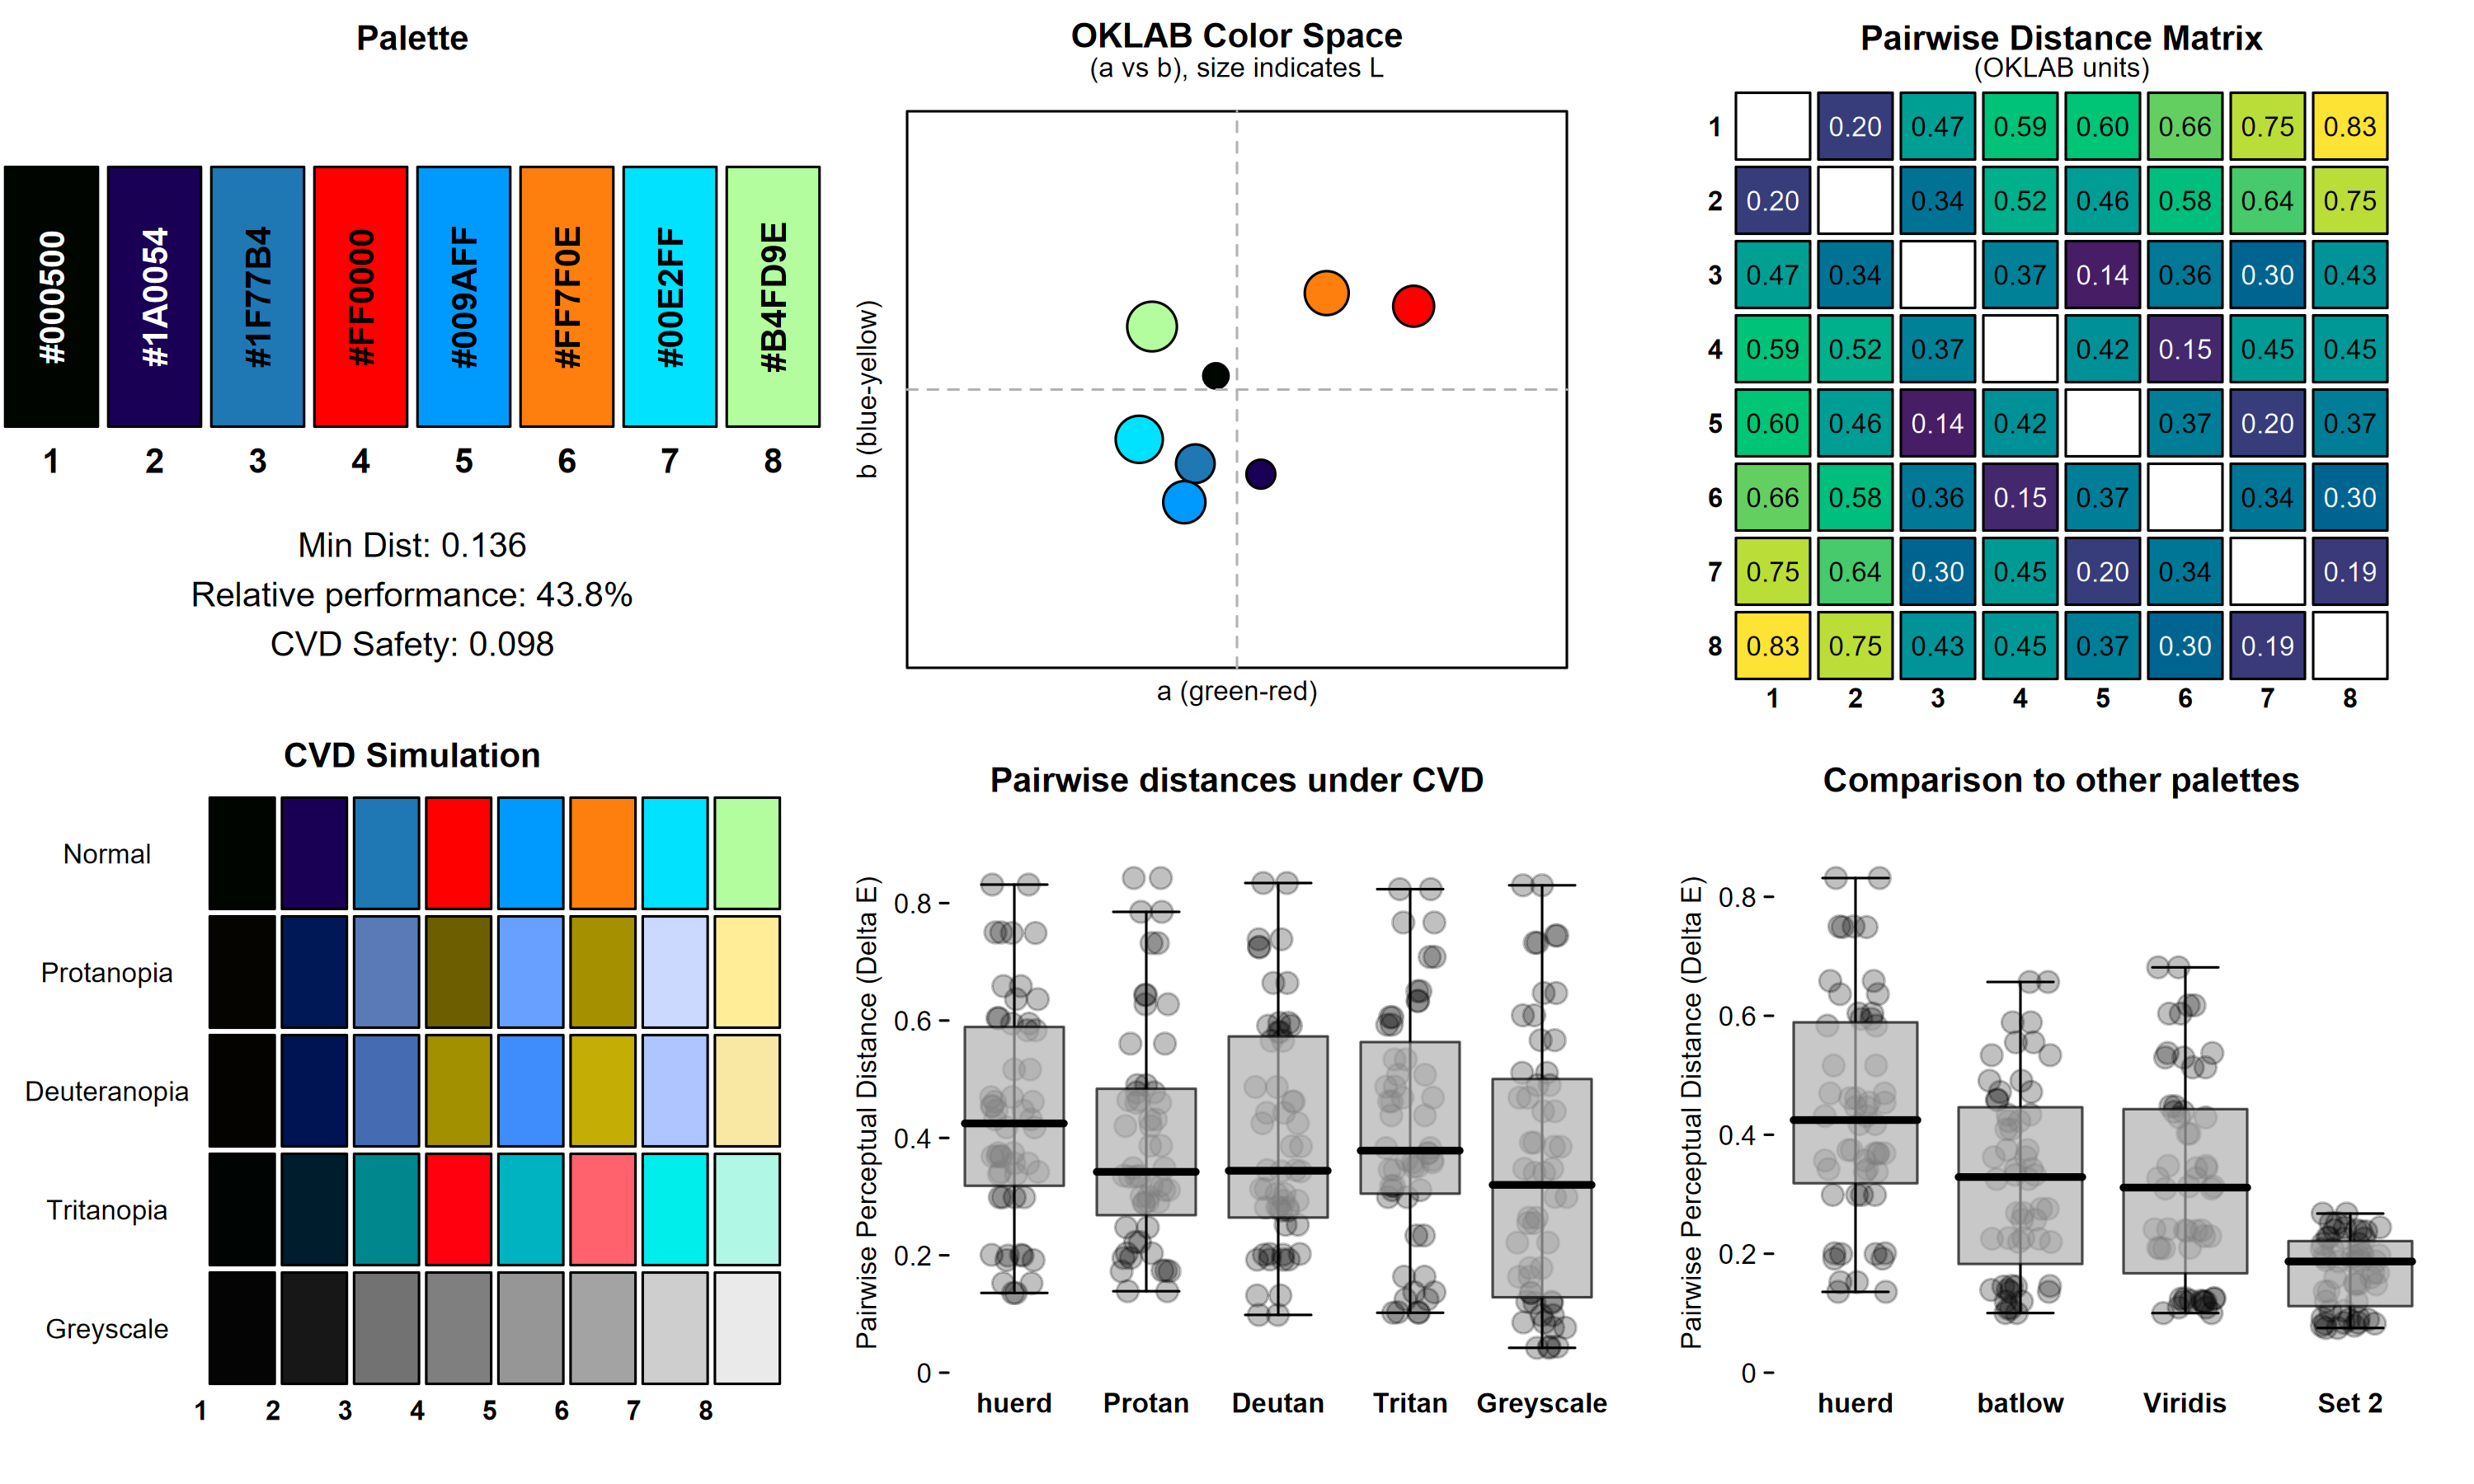 Palette
#000500
#1A0054
#1F77B4
#FF0000
#009AFF
#FF7F0E
#00E2FF
#B4FD9E
1 2 3 4 5 6 7 8
Min Dist: 0.136
Relative performance: 43.8%
CVD Safety: 0.098
OKLAB Color Space
(a vs b), size indicates L
b (blue-yellow)
a (green-red)
Pairwise Distance Matrix
(OKLAB units)
1 0.20 0.47 0.59 0.60 0.66 0.75 0.83
2 0.20 0.34 0.52 0.46 0.58 0.64 0.75
3 0.47 0.34 0.37 0.14 0.36 0.30 0.43
4 0.59 0.52 0.37 0.42 0.15 0.45 0.45
5 0.60 0.46 0.14 0.42 0.37 0.20 0.37
6 0.66 0.58 0.36 0.15 0.37 0.34 0.30
7 0.75 0.64 0.30 0.45 0.20 0.34 0.19
8 0.83 0.75 0.43 0.45 0.37 0.30 0.19
1 2 3 4 5 6 7 8
CVD Simulation
Normal
Protanopia
Deuteranopia
Tritanopia
Greyscale
1 2 3 4 5 6 7 8
Pairwise distances under CVD
Pairwise Perceptual Distance (Delta E)
0.8
0.6
0.4
0.2
0
huerd Protan Deutan Tritan Greyscale
Comparison to other palettes
Pairwise Perceptual Distance (Delta E)
0.8
0.6
0.4
0.2
0
huerd batlow Viridis Set 2